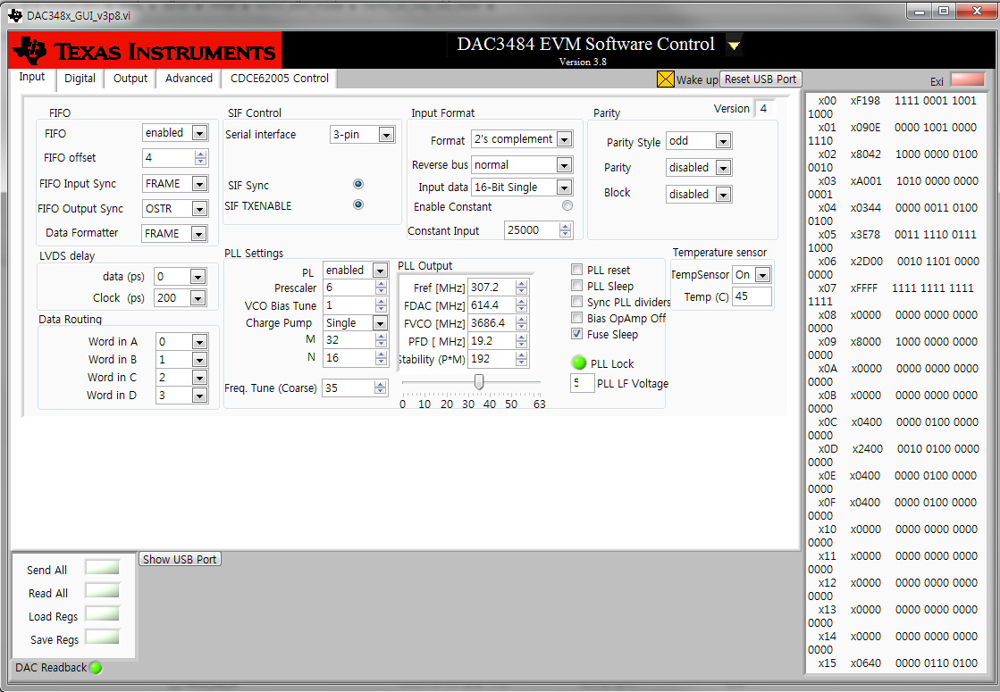 DAC348x_GUI_v3p8.vi
TEXAS INSTRUMENTS
DAC3484 EVM Software Control
Version 3.8
Input Digital Output Advanced CDCE62005 Control
Wake up Reset USB Port Exi
Version 4
FIFO
FIFO enabled
FIFO offset 4
FIFO Input Sync FRAME
FIFO Output Sync OSTR
Data Formatter FRAME
SIF Control
Serial interface 3-pin
SIF Sync
SIF TXENABLE
Input Format
Format 2's complement
Reverse bus normal
Input data 16-Bit Single
Enable Constant
Constant Input 25000
Parity
Parity Style odd
Parity disabled
Block disabled
LVDS delay
data (ps) 0
Clock (ps) 200
Data Routing
Word in A 0
Word in B 1
Word in C 2
Word in D 3
PLL Settings
PL enabled
Prescaler 6
VCO Bias Tune 1
Charge Pump Single
M 32
N 16
Freq. Tune (Coarse) 35
PLL Output
Fref [MHz] 307.2
FDAC [MHz] 614.4
FVCO [MHz] 3686.4
PFD [ MHz] 19.2
Stability (P*M) 192
0 10 20 30 40 50 63
PLL reset
PLL Sleep
Sync PLL dividers
Bias OpAmp Off
Fuse Sleep
PLL Lock
5 PLL LF Voltage
Temperature sensor
TempSensor On
Temp (C) 45
x00 xF198 1111 0001 1001
1000
x01 x090E 0000 1001 0000
1110
x02 x8042 1000 0000 0100
0010
x03 xA001 1010 0000 0000
0001
x04 x0344 0000 0011 0100
0100
x05 x3E78 0011 1110 0111
1000
x06 x2D00 0010 1101 0000
0000
x07 xFFFF 1111 1111 1111
1111
x08 x0000 0000 0000 0000
0000
x09 x8000 1000 0000 0000
0000
x0A x0000 0000 0000 0000
0000
x0B x0000 0000 0000 0000
0000
x0C x0400 0000 0100 0000
0000
x0D x2400 0010 0100 0000
0000
x0E x0400 0000 0100 0000
0000
x0F x0400 0000 0100 0000
0000
x10 x0000 0000 0000 0000
0000
x11 x0000 0000 0000 0000
0000
x12 x0000 0000 0000 0000
0000
x13 x0000 0000 0000 0000
0000
x14 x0000 0000 0000 0000
0000
x15 x0640 0000 0110 0100
Show USB Port
Send All
Read All
Load Regs
Save Regs
DAC Readback